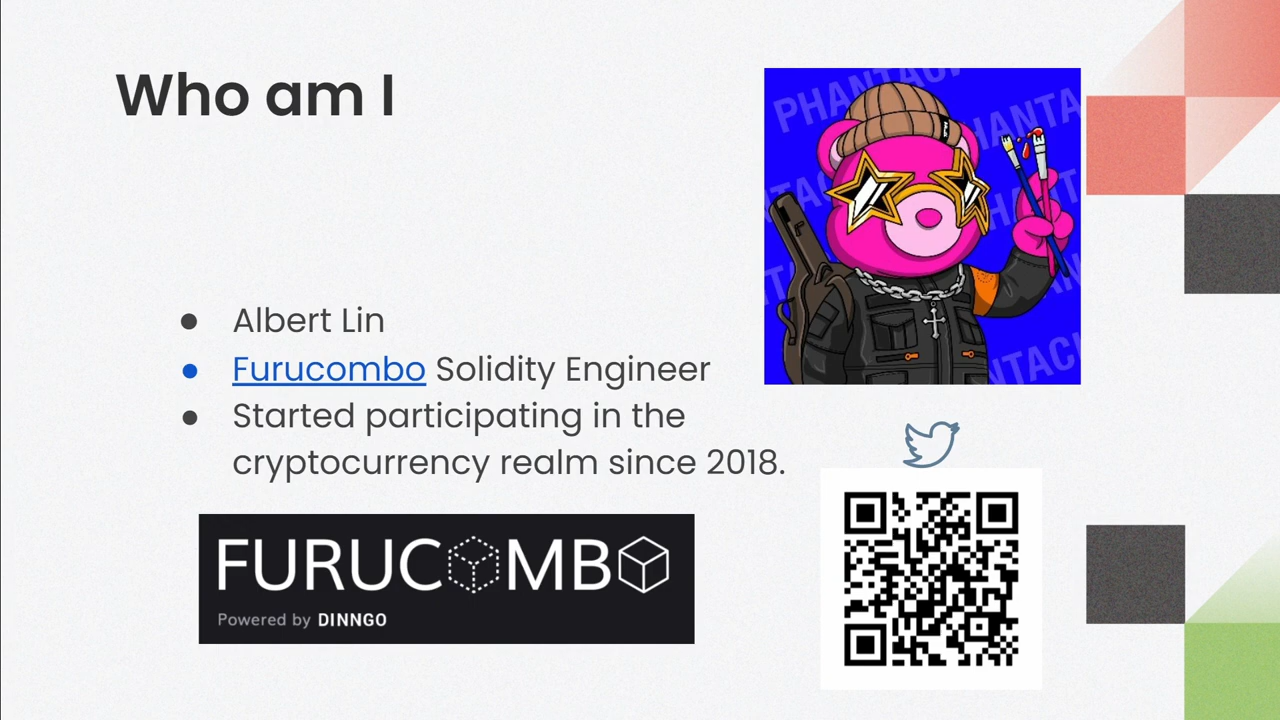 Who am I
Albert Lin
Furucombo Solidity Engineer
Started participating in the
cryptocurrency realm since 2018.
FURUCOMBO
Powered by DINNGO
PHANTACI